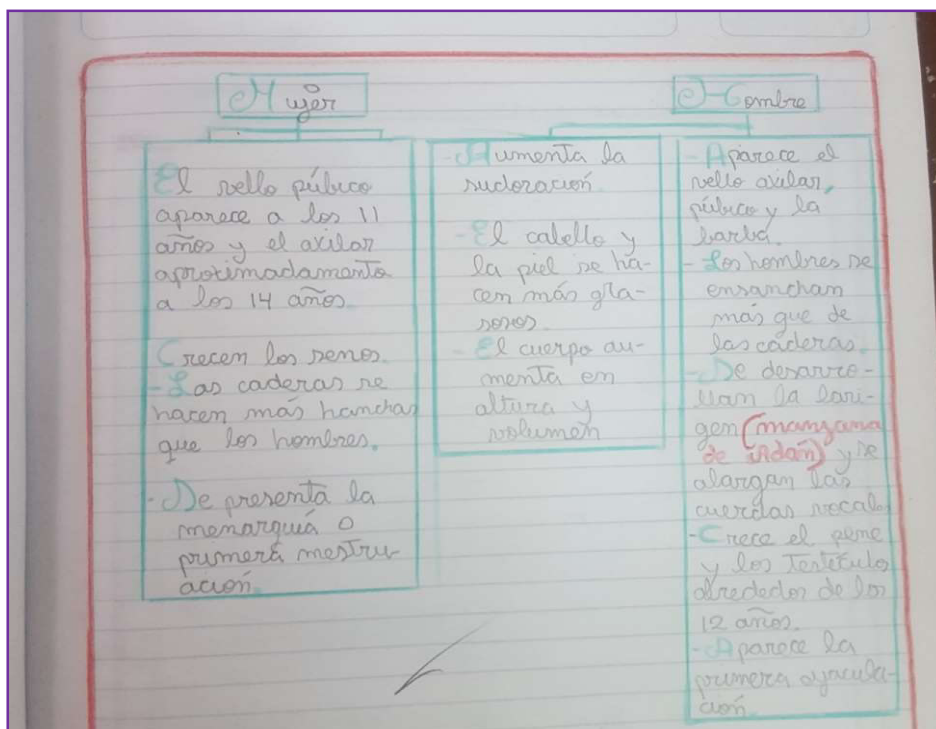 Mujer
El vello púbico
aparece a los 11
años y el axilar
aproximadamente
a los 14 años.
Crecen los senos.
- Las caderas se
hacen más hanchas
que los hombres.
- Se presenta la
menarquiá o
primera mestru-
ación.
- Aumenta la
sudoración.
- El cabello y
la piel se ha-
cen más gra-
sosos.
- El cuerpo au-
menta en
altura y
volumen
Hombre
- Aparece el
vello axilar,
púbico y la
barba.
- Los hombres se
ensanchan
más que de
las caderas.
- Se desarro-
llan la lari-
gen (manzana
de Adan) y se
alargan las
cuerdas vocales
- Crece el pene
y los Testículos
alrededor de los
12 años.
- Aparece la
primera eyacula-
ción.